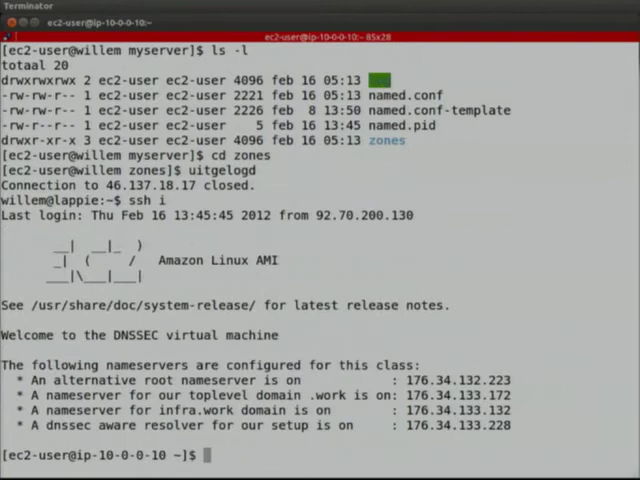 Terminator
ec2-user@ip-10-0-0-10:~
ec2-user@ip-10-0-0-10:~ 85x28
[ec2-user@willem myserver]$ ls -l
totaal 20
drwxrwxrwx 2 ec2-user ec2-user 4096 feb 16 05:13
-rw-rw-r-- 1 ec2-user ec2-user 2221 feb 16 05:13 named.conf
-rw-rw-r-- 1 ec2-user ec2-user 2226 feb  8 13:50 named.conf-template
-rw-r--r-- 1 ec2-user ec2-user    5 feb 16 13:45 named.pid
drwxr-xr-x 3 ec2-user ec2-user 4096 feb 16 05:13 zones
[ec2-user@willem myserver]$ cd zones
[ec2-user@willem zones]$ uitgelogd
Connection to 46.137.18.17 closed.
willem@lappie:~$ ssh i
Last login: Thu Feb 16 13:45:45 2012 from 92.70.200.130
       __|  __|_  )
       _|  (     /   Amazon Linux AMI
      ___|\___|___|
See /usr/share/doc/system-release/ for latest release notes.
Welcome to the DNSSEC virtual machine
The following nameservers are configured for this class:
  * An alternative root nameserver is on            : 176.34.132.223
  * A nameserver for our toplevel domain .work is on: 176.34.133.172
  * A nameserver for infra.work domain is on        : 176.34.133.132
  * A dnssec aware resolver for our setup is on     : 176.34.133.228
[ec2-user@ip-10-0-0-10 ~]$